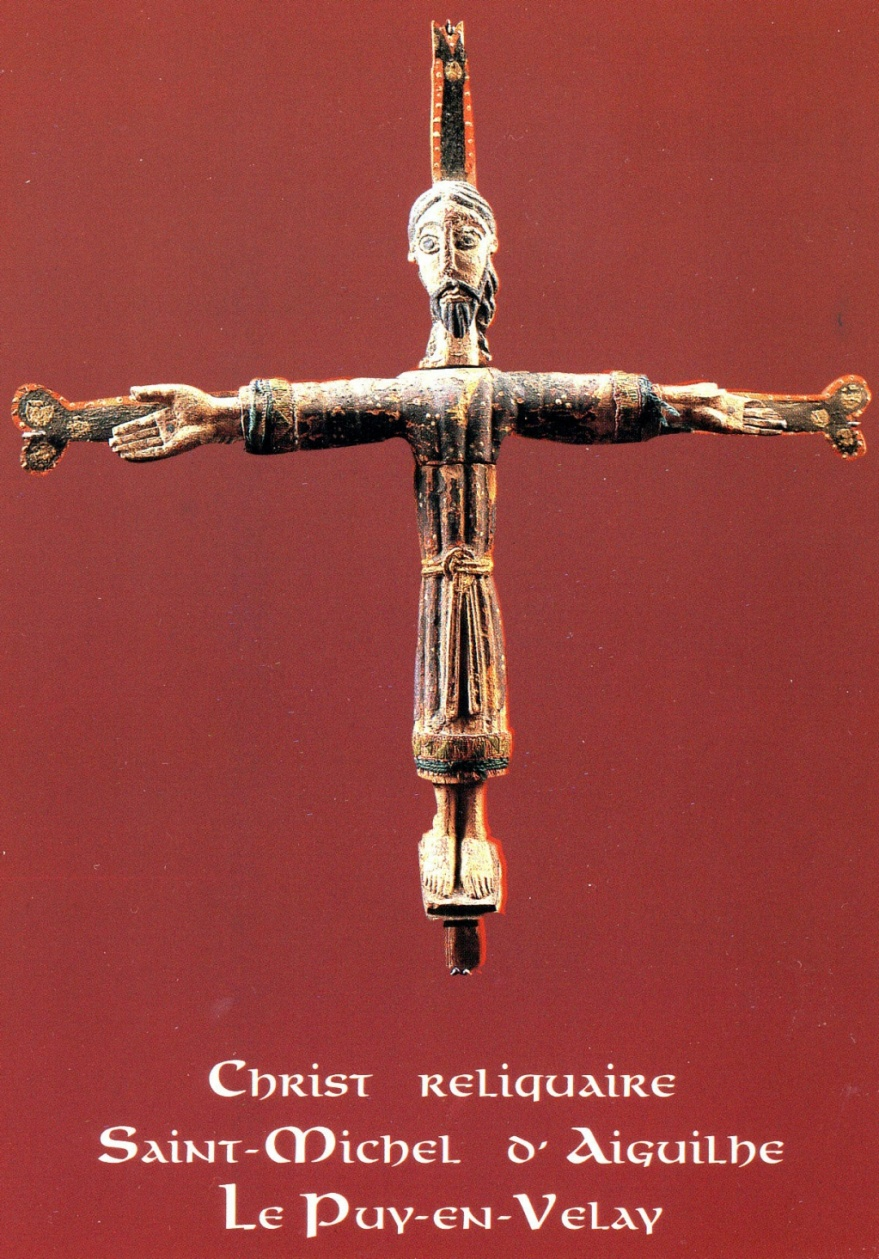 Christ reliquaire
Saint-Michel d' Aiguilhe
Le Puy-en-Velay